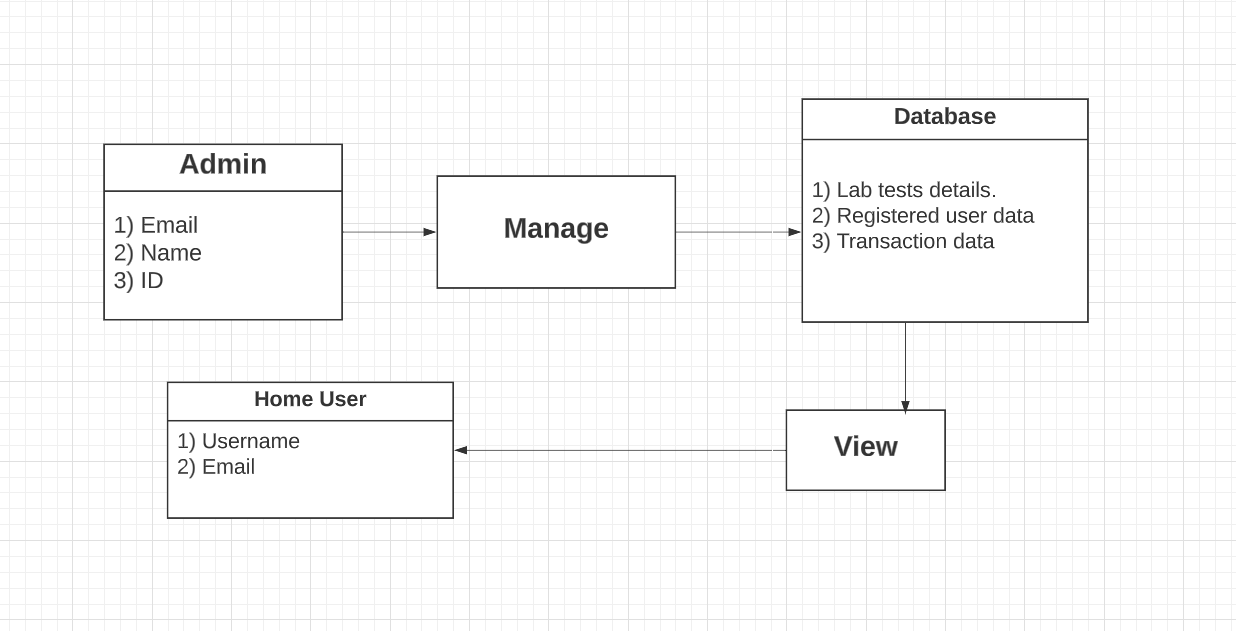 Admin
1) Email
2) Name
3) ID
Manage
Database
1) Lab tests details.
2) Registered user data
3) Transaction data
Home User
1) Username
2) Email
View